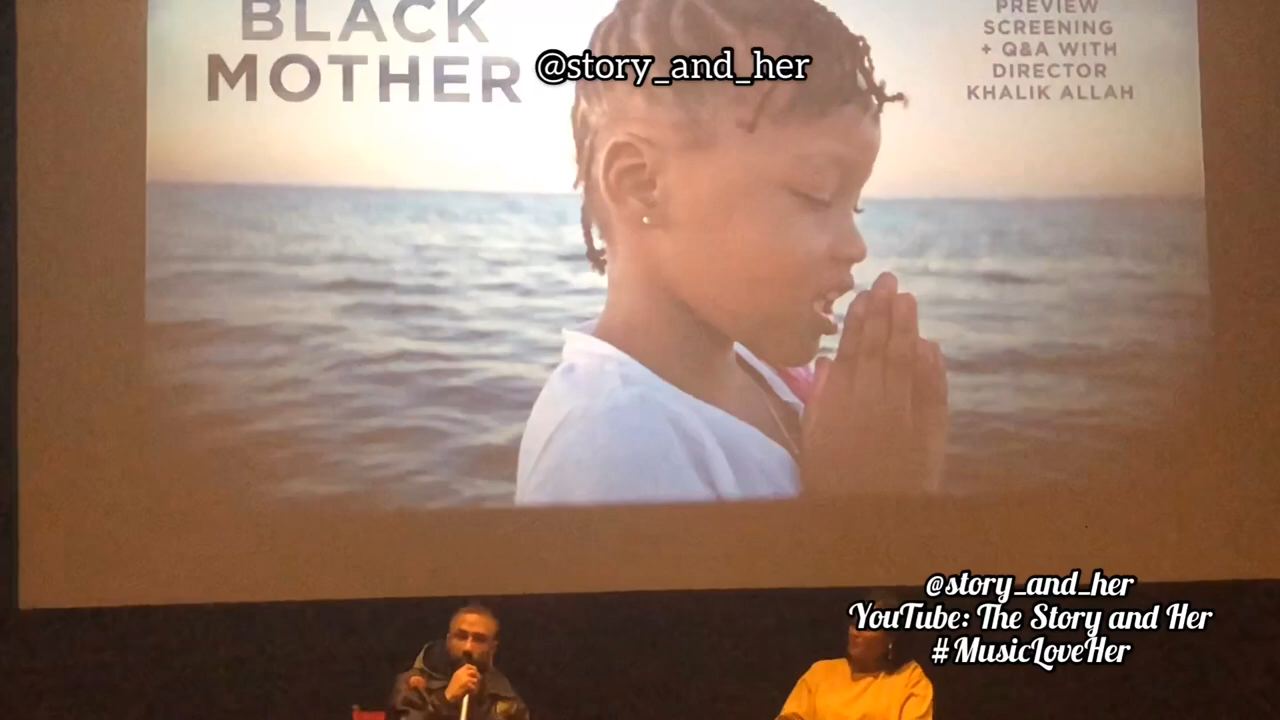 BLACK
MOTHER
PREVIEW
SCREENING
+ Q&A WITH
DIRECTOR
KHALIK ALLAH
@story_and_her
@story_and_her
YouTube: The Story and Her
#MusicLoveHer